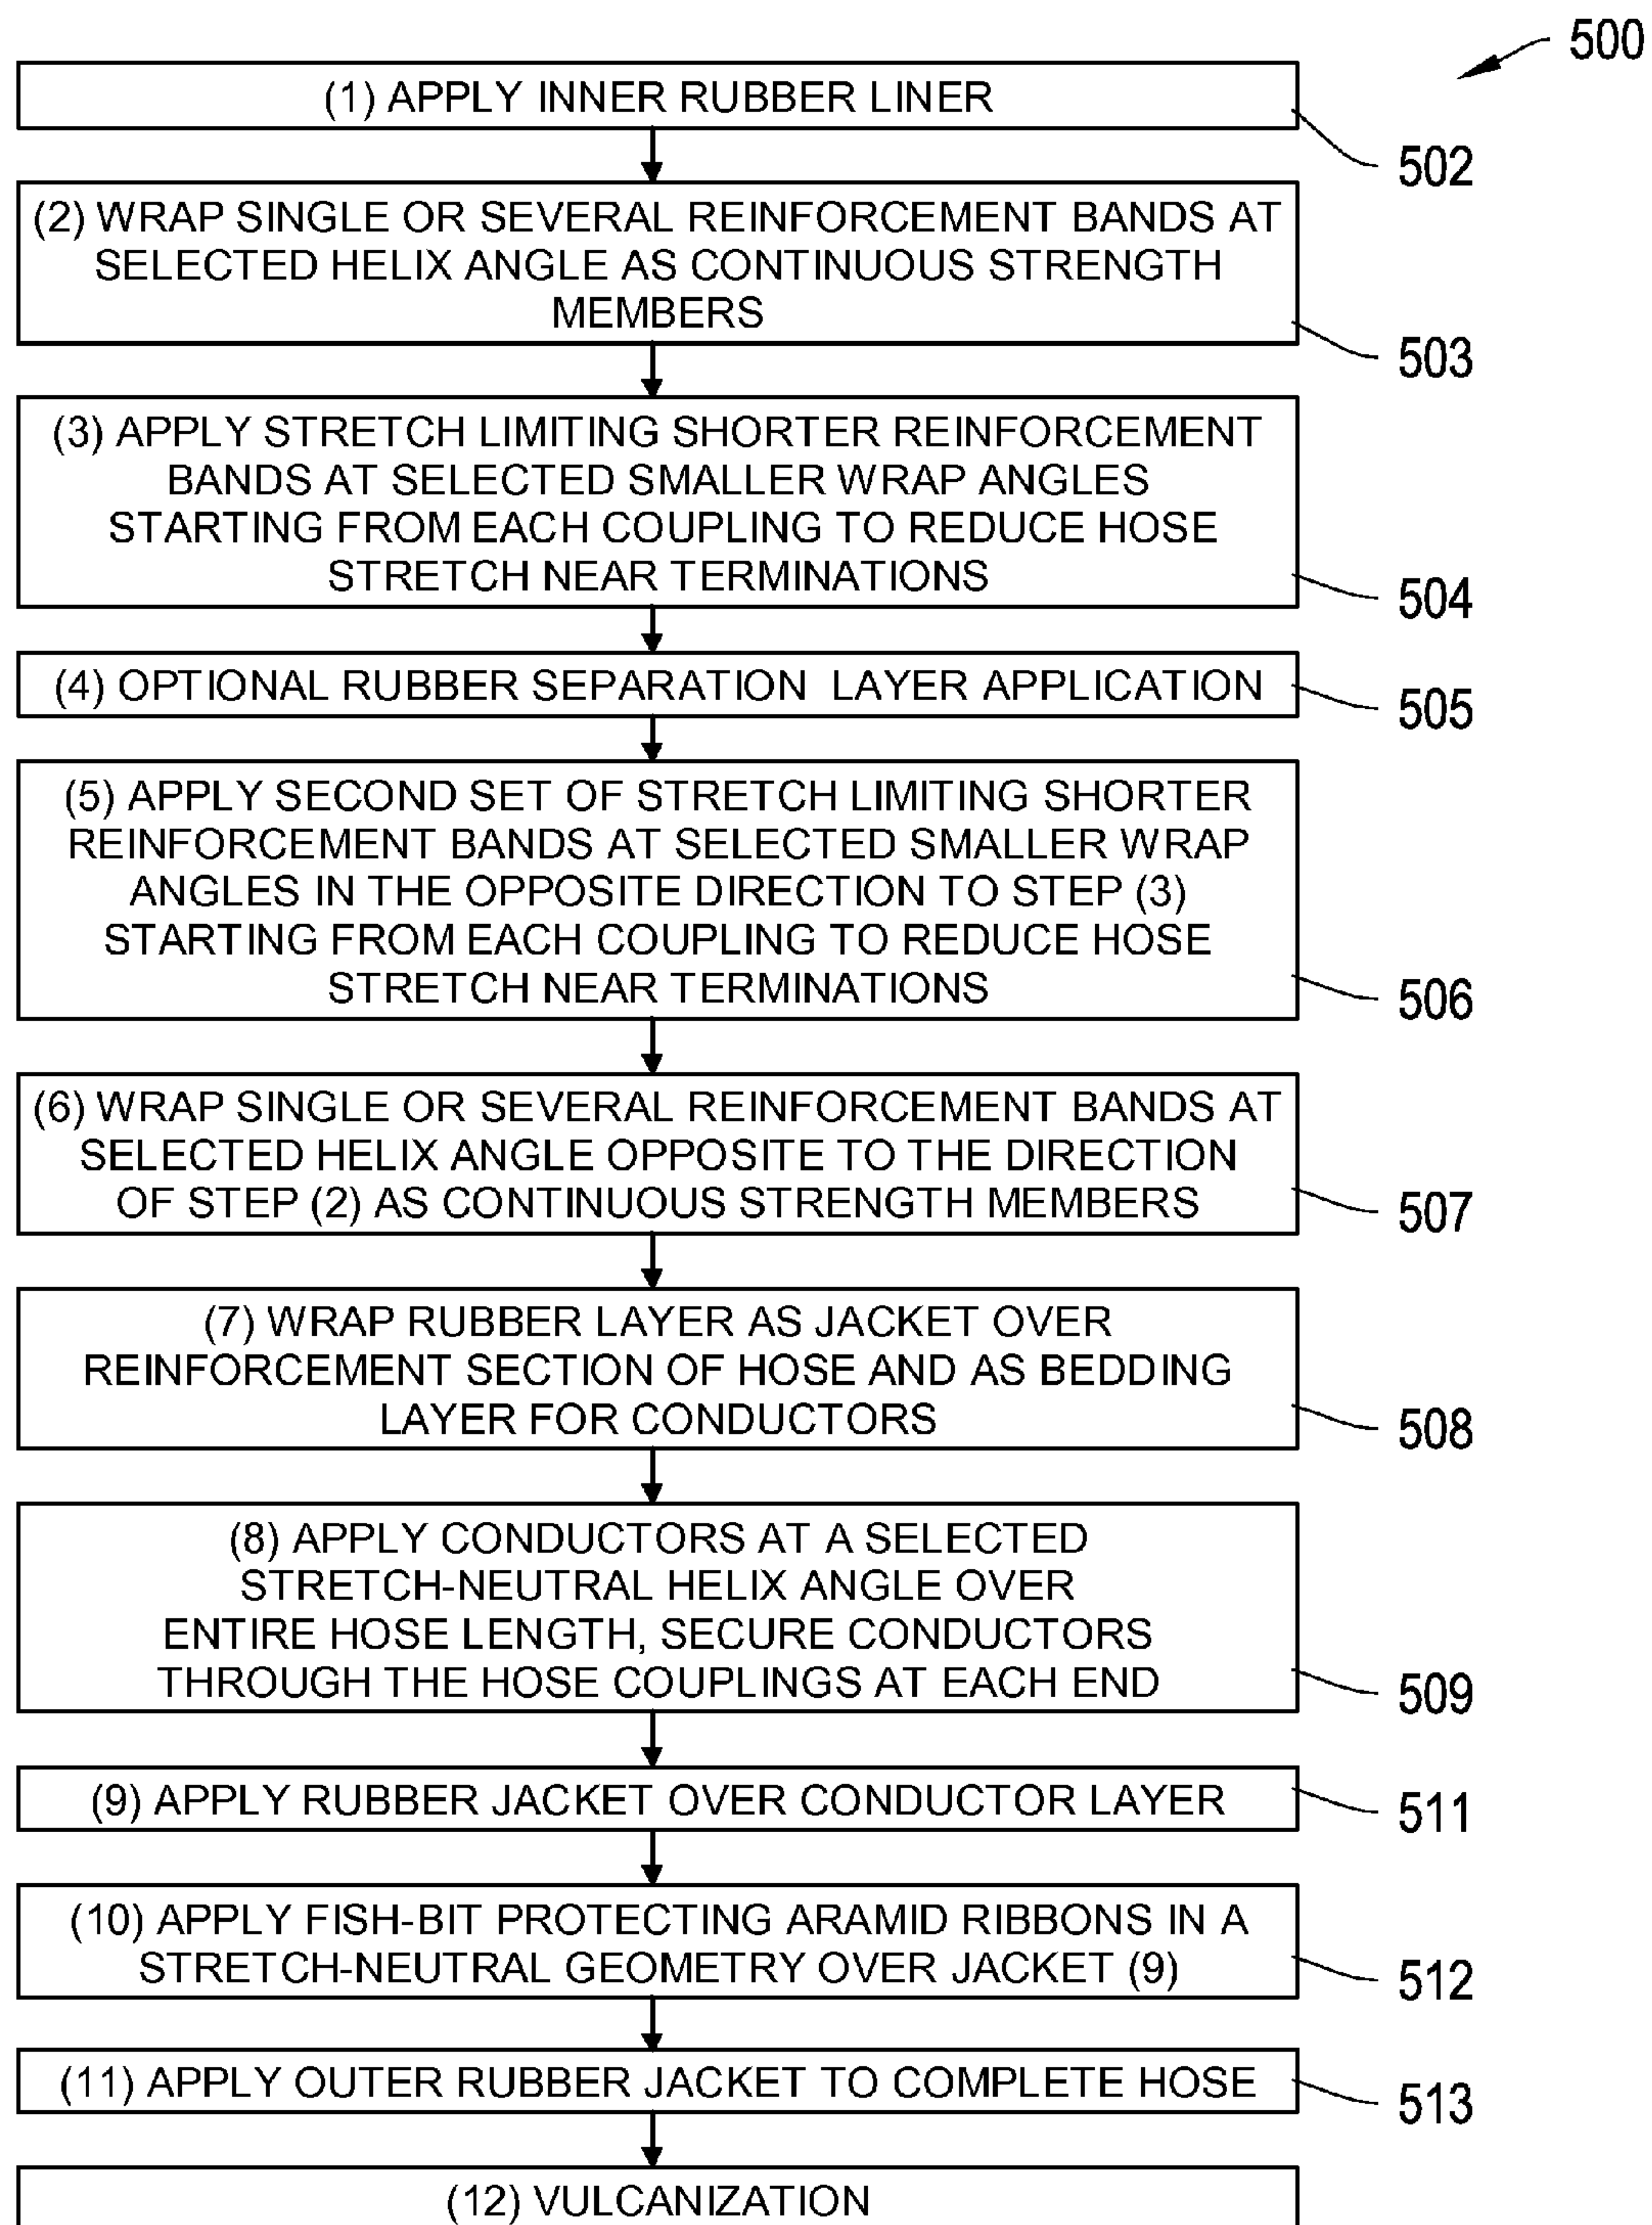 500
(1) APPLY INNER RUBBER LINER
502
(2) WRAP SINGLE OR SEVERAL REINFORCEMENT BANDS AT
SELECTED HELIX ANGLE AS CONTINUOUS STRENGTH
MEMBERS
503
(3) APPLY STRETCH LIMITING SHORTER REINFORCEMENT
BANDS AT SELECTED SMALLER WRAP ANGLES
STARTING FROM EACH COUPLING TO REDUCE HOSE
STRETCH NEAR TERMINATIONS
504
(4) OPTIONAL RUBBER SEPARATION LAYER APPLICATION
505
(5) APPLY SECOND SET OF STRETCH LIMITING SHORTER
REINFORCEMENT BANDS AT SELECTED SMALLER WRAP
ANGLES IN THE OPPOSITE DIRECTION TO STEP (3)
STARTING FROM EACH COUPLING TO REDUCE HOSE
STRETCH NEAR TERMINATIONS
506
(6) WRAP SINGLE OR SEVERAL REINFORCEMENT BANDS AT
SELECTED HELIX ANGLE OPPOSITE TO THE DIRECTION
OF STEP (2) AS CONTINUOUS STRENGTH MEMBERS
507
(7) WRAP RUBBER LAYER AS JACKET OVER
REINFORCEMENT SECTION OF HOSE AND AS BEDDING
LAYER FOR CONDUCTORS
508
(8) APPLY CONDUCTORS AT A SELECTED
STRETCH-NEUTRAL HELIX ANGLE OVER
ENTIRE HOSE LENGTH, SECURE CONDUCTORS
THROUGH THE HOSE COUPLINGS AT EACH END
509
(9) APPLY RUBBER JACKET OVER CONDUCTOR LAYER
511
(10) APPLY FISH-BIT PROTECTING ARAMID RIBBONS IN A
STRETCH-NEUTRAL GEOMETRY OVER JACKET (9)
512
(11) APPLY OUTER RUBBER JACKET TO COMPLETE HOSE
513
(12) VULCANIZATION